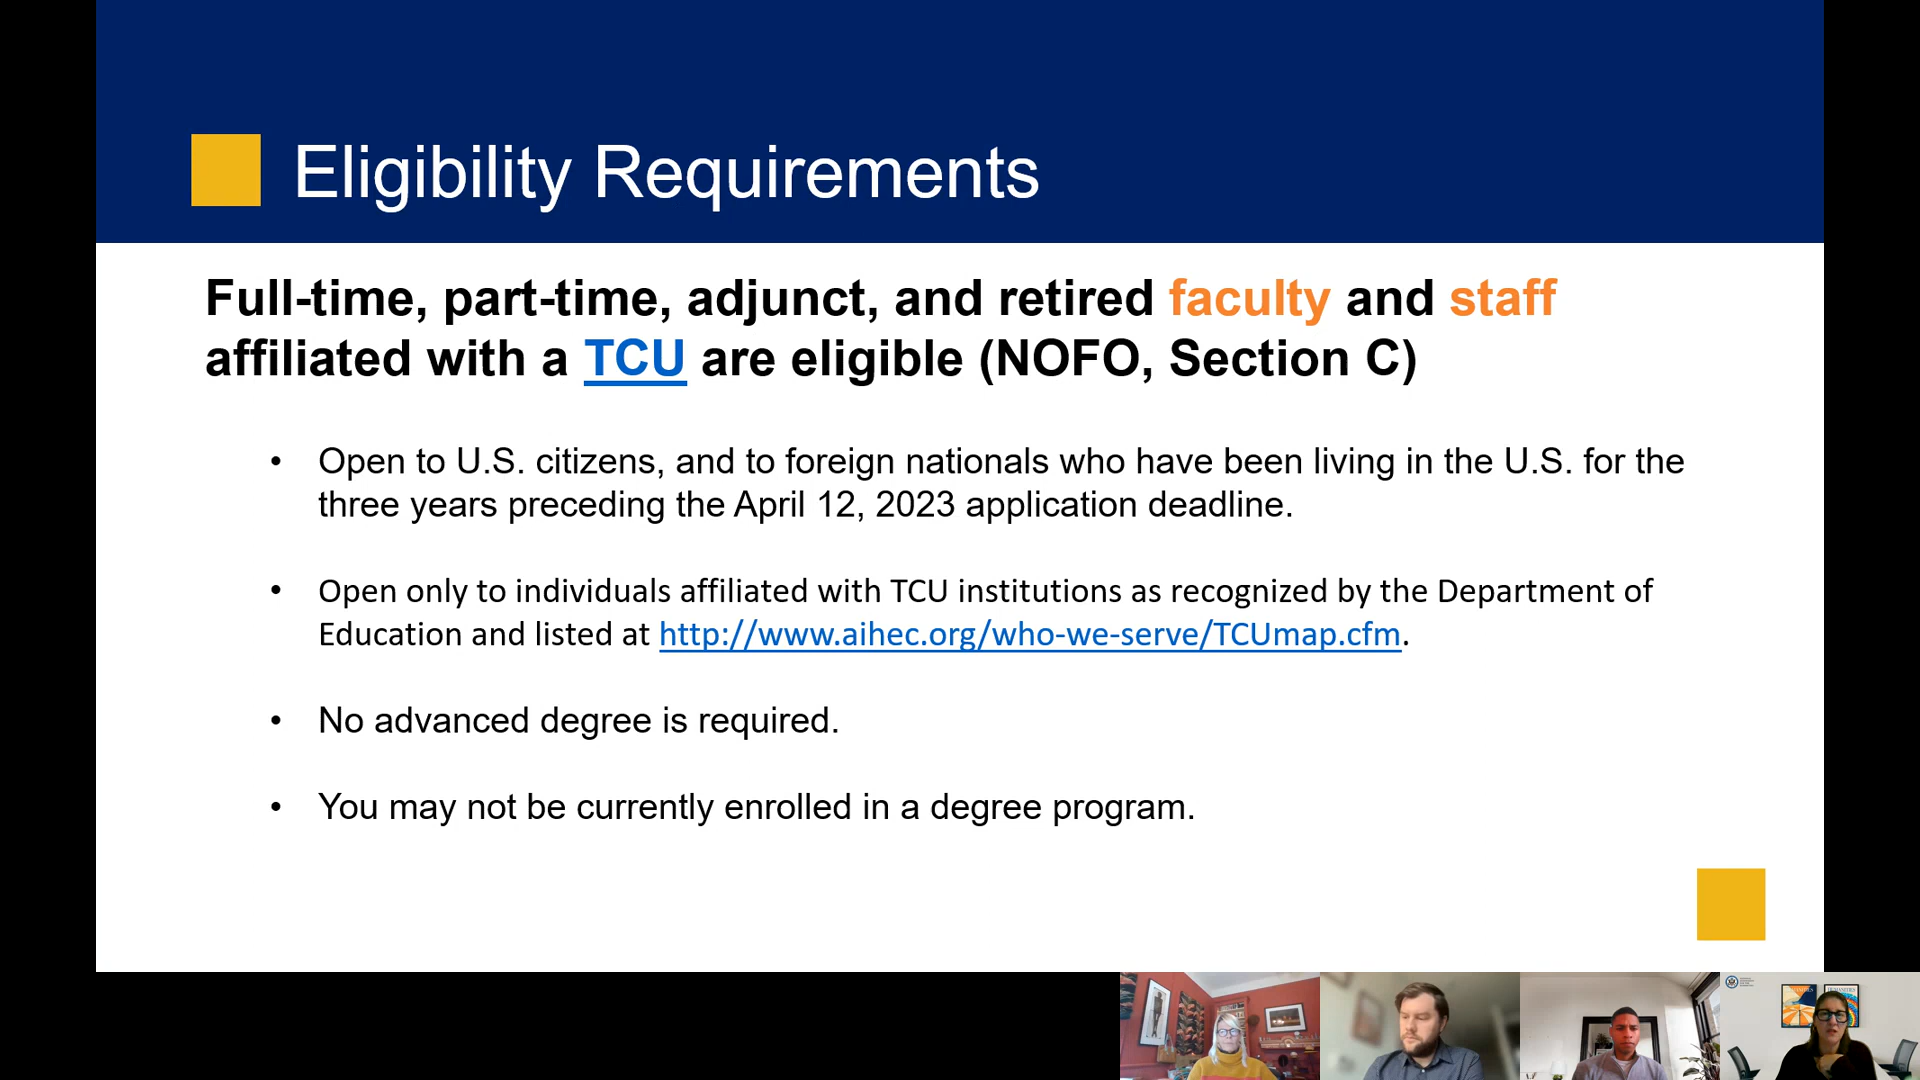 Eligibility Requirements
Full-time, part-time, adjunct, and retired faculty and staff
affiliated with a TCU are eligible (NOFO, Section C)
• Open to U.S. citizens, and to foreign nationals who have been living in the U.S. for the
three years preceding the April 12, 2023 application deadline.
• Open only to individuals affiliated with TCU institutions as recognized by the Department of
Education and listed at http://www.aihec.org/who-we-serve/TCUmap.cfm.
• No advanced degree is required.
• You may not be currently enrolled in a degree program.